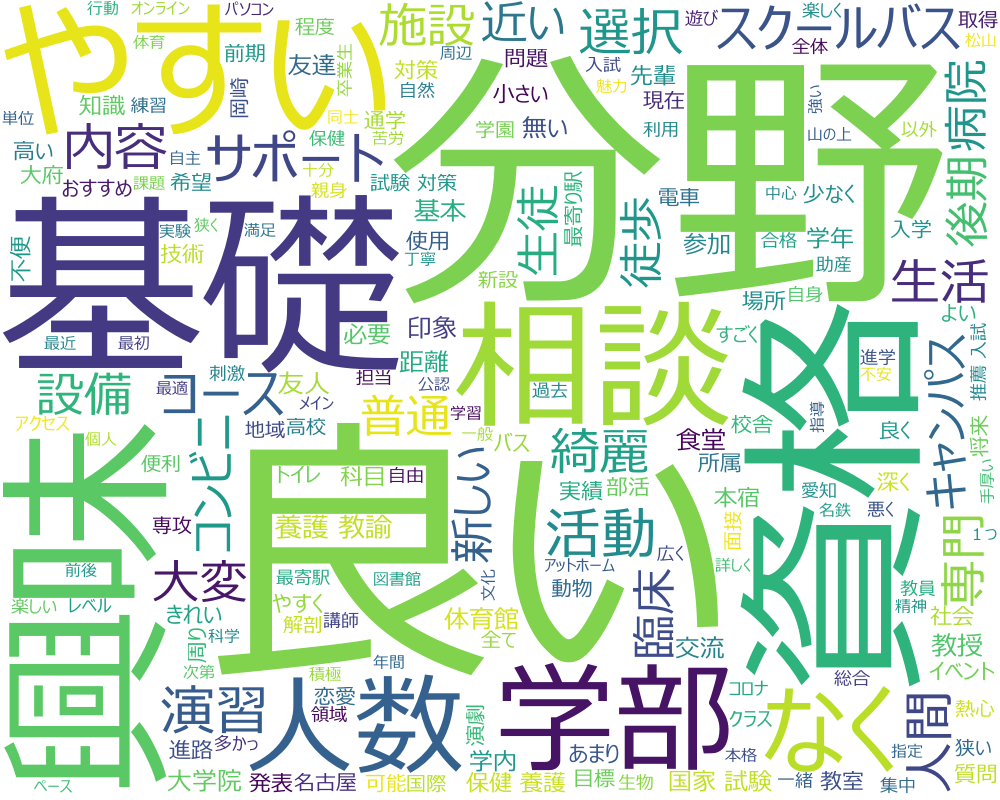 行動 オンライン パソコン
体育 程度
やすい
前期 友達 卒業生
知識 練習 岡崎
単位 内容 サポート
高い 自主 大府 課題 希望
おすすめ
施設 近い 選択 スクールバス
周辺 問題 遊び 楽しく 取得
全体 松山
対策 自然 小さい 入試 先輩 魅力
保健 同士 苦労 通学 学園 無い 現在 利用 強い 山の上 以外
十分 親身 試験 対策 生徒 最寄り駅 電車 中心 少なく
病院 後期
分野
基礎
不便 実験 狭く 満足 技術
基本 使用 丁寧 新設 徒歩 参加 合格 学年 助産 入学
場所 自身 生活
最近 最初 必要 印象 相談 すごく よい
刺激 担当 距離 公認 過去
設備 最適 コース メイン 友人
アクセス 個人 地域 高校 普通 学習 一般 バス 綺麗 食堂 校舎
指導 進学 不安 良く キャンパス 推薦 入試 将来 手厚い
便利 コンビニ トイレ 科目 自由 実績 部活 所属 本宿 愛知 深く
興味
専攻 養護 教諭 新しい 活動 面接 名鉄 悪く 1つ
良い
資格
大変 最寄駅 図書館 文化 アットホーム 広く 詳しく 専門
前後 楽しい レベル きれい やすく 解剖 講師 体育館 全て 動物 臨床 交流 教員 精神 社会
周り 科学 次第 積極 年間 教授 イベント
演習 人数 学部 なく 人間
恋愛 領域 演劇 コロナ クラス 総合 熱心
進路 多かっ 学内 あまり 本格 指定 狭い
ペース 大学院 発表 名古屋 可能 国際 保健 養護 目標 生物 国家 試験 一緒 教室 集中 質問